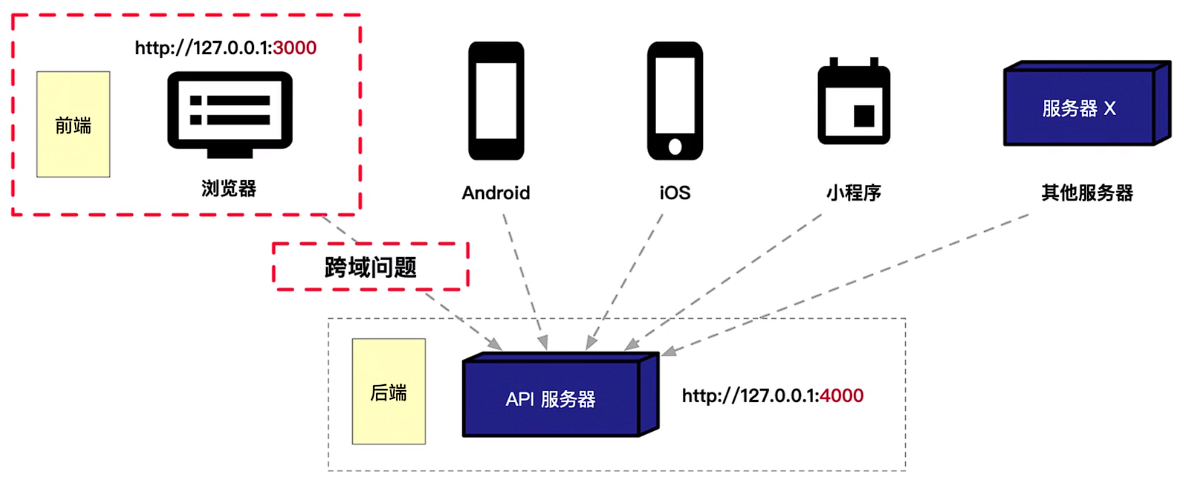 http://127.0.0.1:3000
前端
浏览器
Android
iOS
小程序
服务器 X
其他服务器
跨域问题
后端
API 服务器
http://127.0.0.1:4000